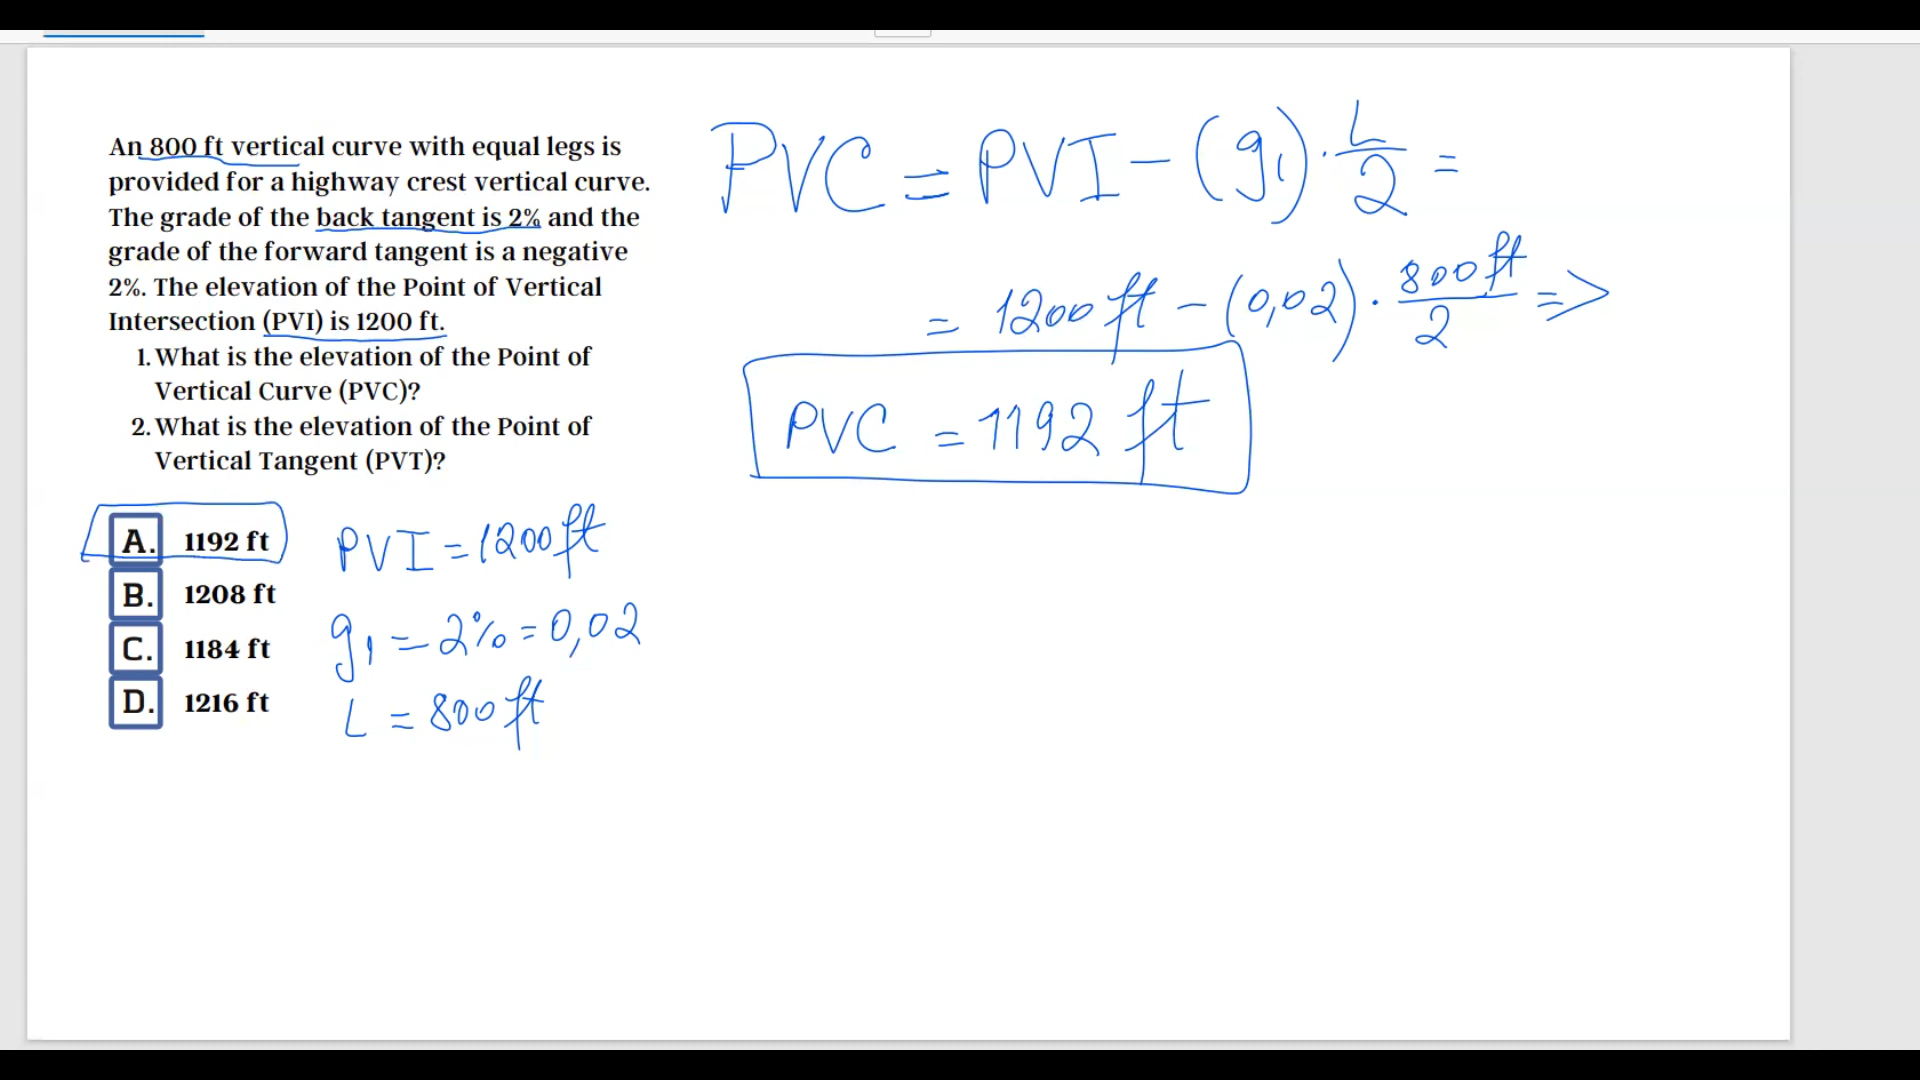 An 800 ft vertical curve with equal legs is
provided for a highway crest vertical curve.
The grade of the back tangent is 2% and the
grade of the forward tangent is a negative
2%. The elevation of the Point of Vertical
Intersection (PVI) is 1200 ft.
1. What is the elevation of the Point of
Vertical Curve (PVC)?
2. What is the elevation of the Point of
Vertical Tangent (PVT)?
A. 1192 ft
B. 1208 ft
C. 1184 ft
D. 1216 ft
PVI = 1200 ft
g1 = 2% = 0,02
L = 800 ft
PVC = PVI - (g1) · L/2 =
= 1200 ft - (0,02) · 800 ft/2 =>
PVC = 1192 ft